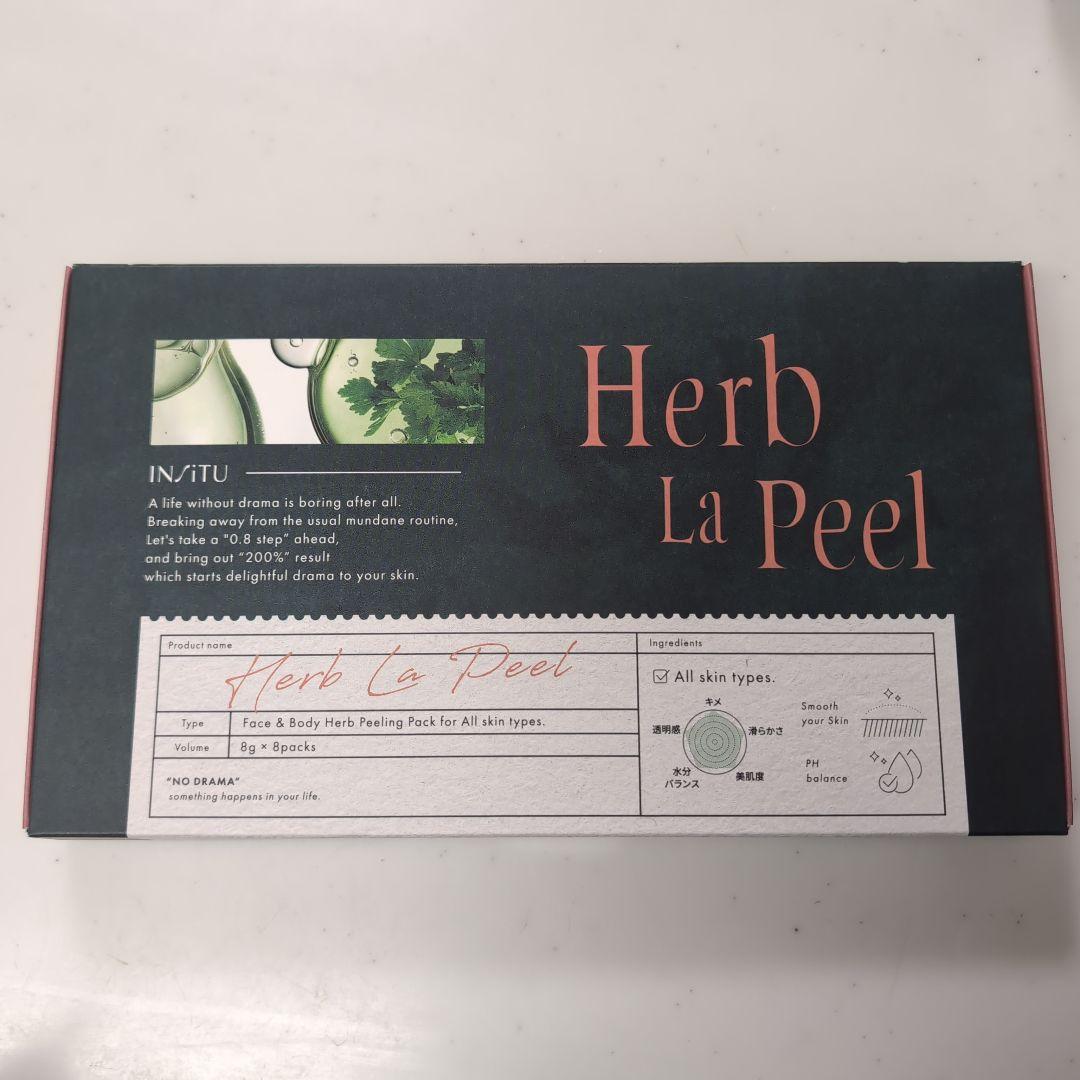 Herb
La Peel
INSiTU
A life without drama is boring after all.
Breaking away from the usual mundane routine,
Let's take a "0.8 step" ahead,
and bring out "200%" result
which starts delightful drama to your skin.
Product name
Herb La Peel
Type
Face & Body Herb Peeling Pack for All skin types.
Volume
8g × 8packs
"NO DRAMA"
something happens in your life.
Ingredients
All skin types.
キメ
透明感
滑らかさ
水分
バランス
美肌度
Smooth
your Skin
PH
balance